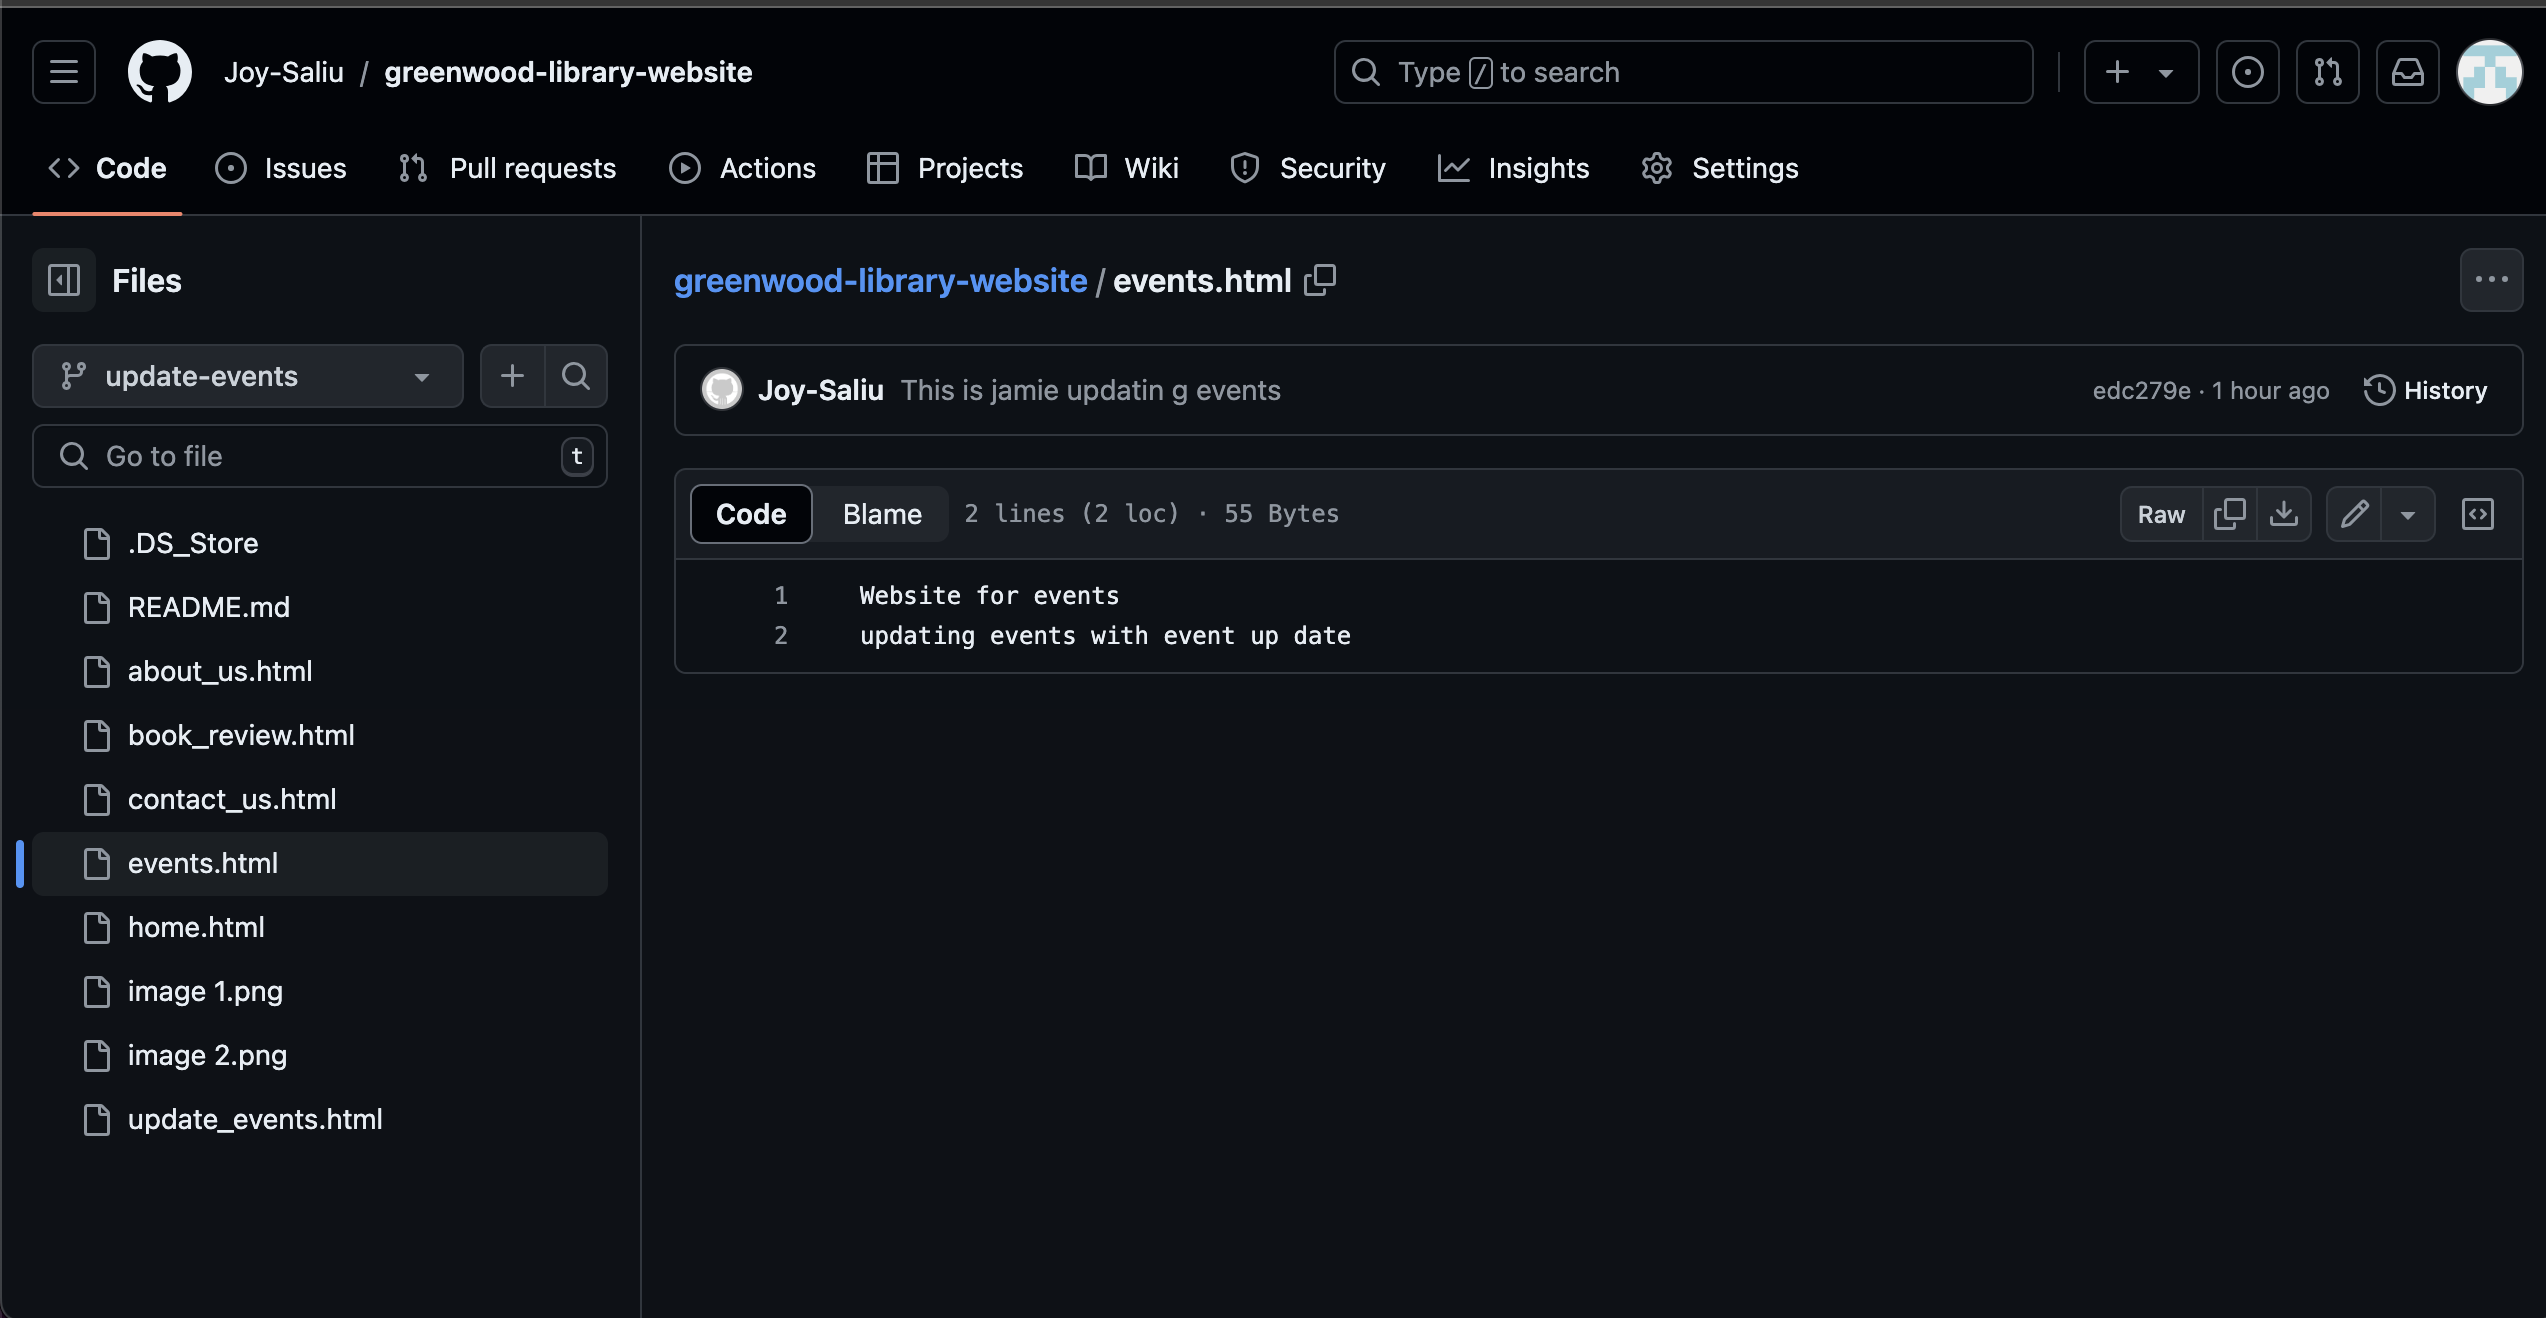 Joy-Saliu / greenwood-library-website
Type / to search
Code
Issues
Pull requests
Actions
Projects
Wiki
Security
Insights
Settings
Files
update-events
Go to file
t
.DS_Store
README.md
about_us.html
book_review.html
contact_us.html
events.html
home.html
image 1.png
image 2.png
update_events.html
greenwood-library-website / events.html
Joy-Saliu This is jamie updatin g events
edc279e · 1 hour ago
History
Code
Blame
2 lines (2 loc) · 55 Bytes
Raw
1 Website for events
2 updating events with event up date